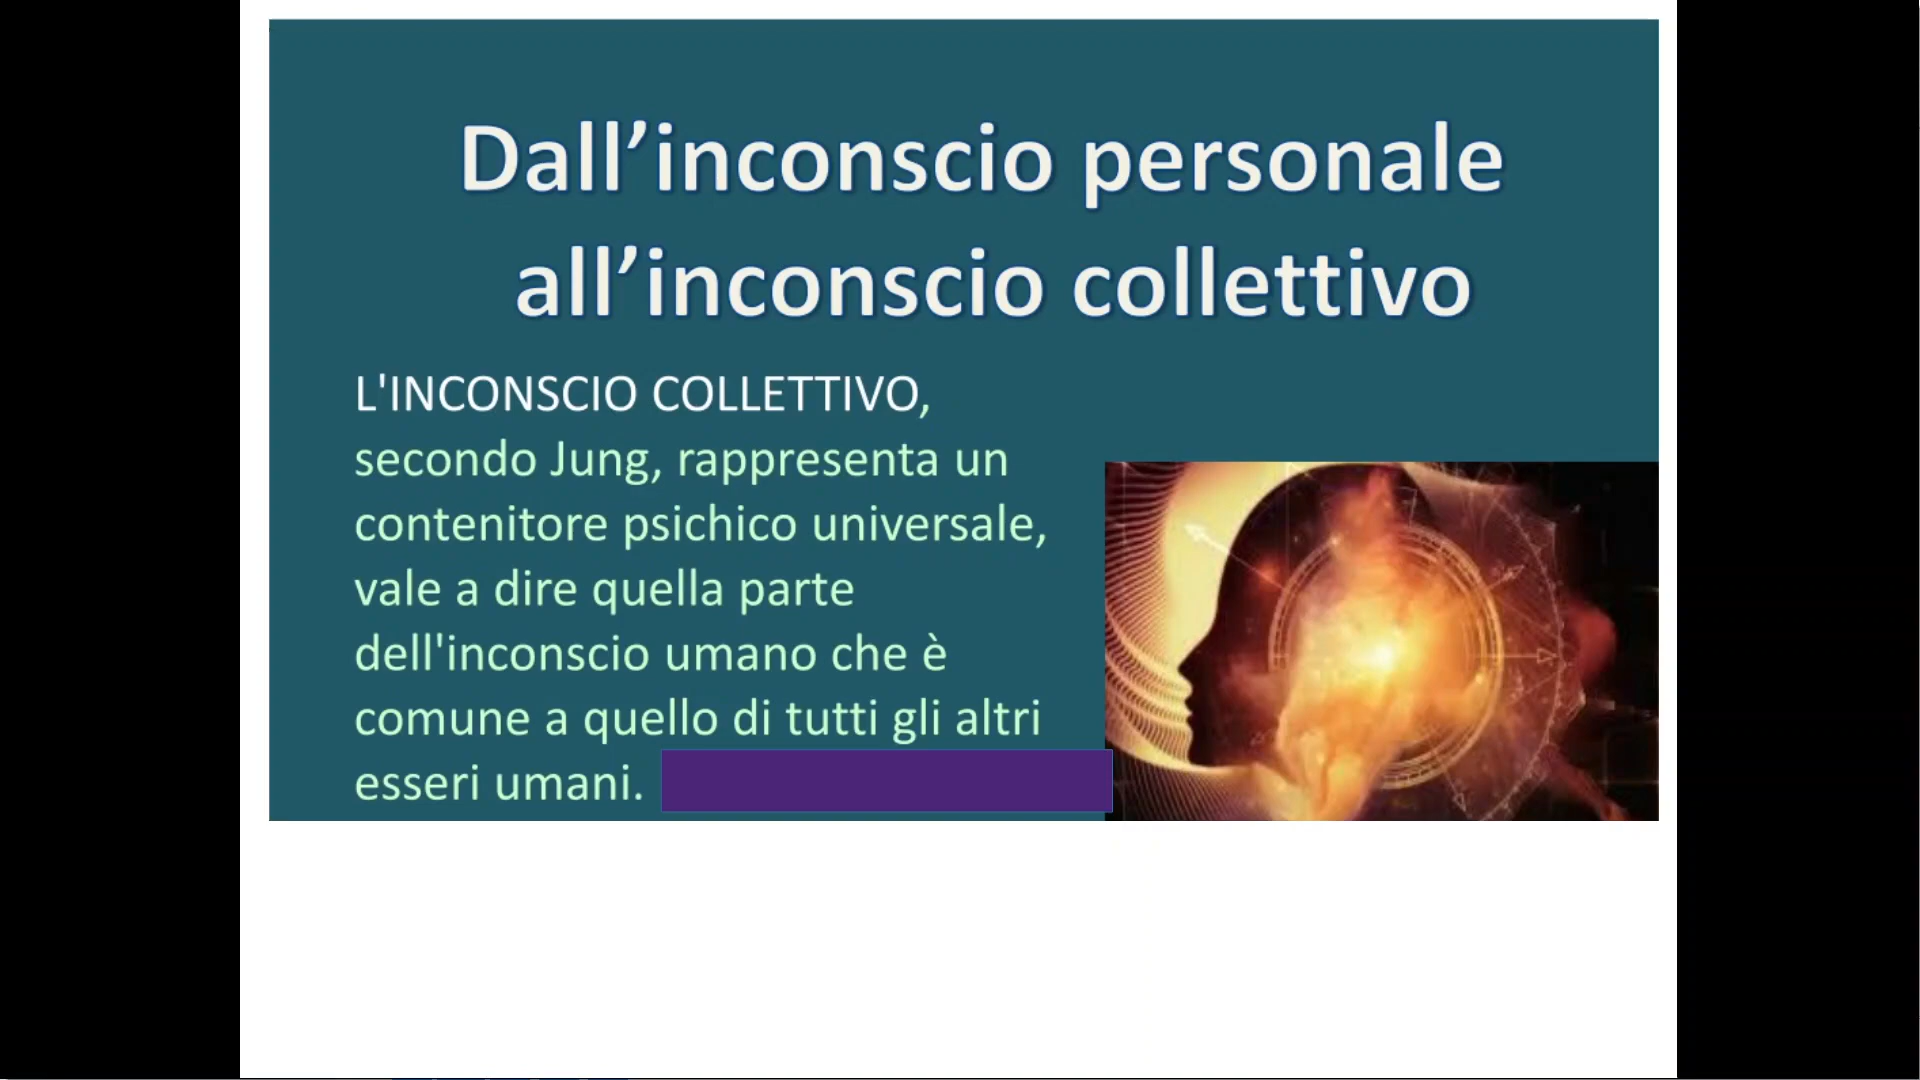 Dall’inconscio personale
all’inconscio collettivo
L'INCONSCIO COLLETTIVO,
secondo Jung, rappresenta un
contenitore psichico universale,
vale a dire quella parte
dell'inconscio umano che è
comune a quello di tutti gli altri
esseri umani.